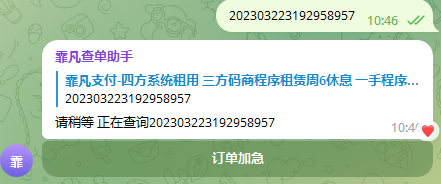 202303223192958957
10:46
霏凡查单助手
霏凡支付-四方系统租用 三方码商程序租赁周6休息 一手程序...
202303223192958957
请稍等 正在查询202303223192958957
10:46
霏
订单加急